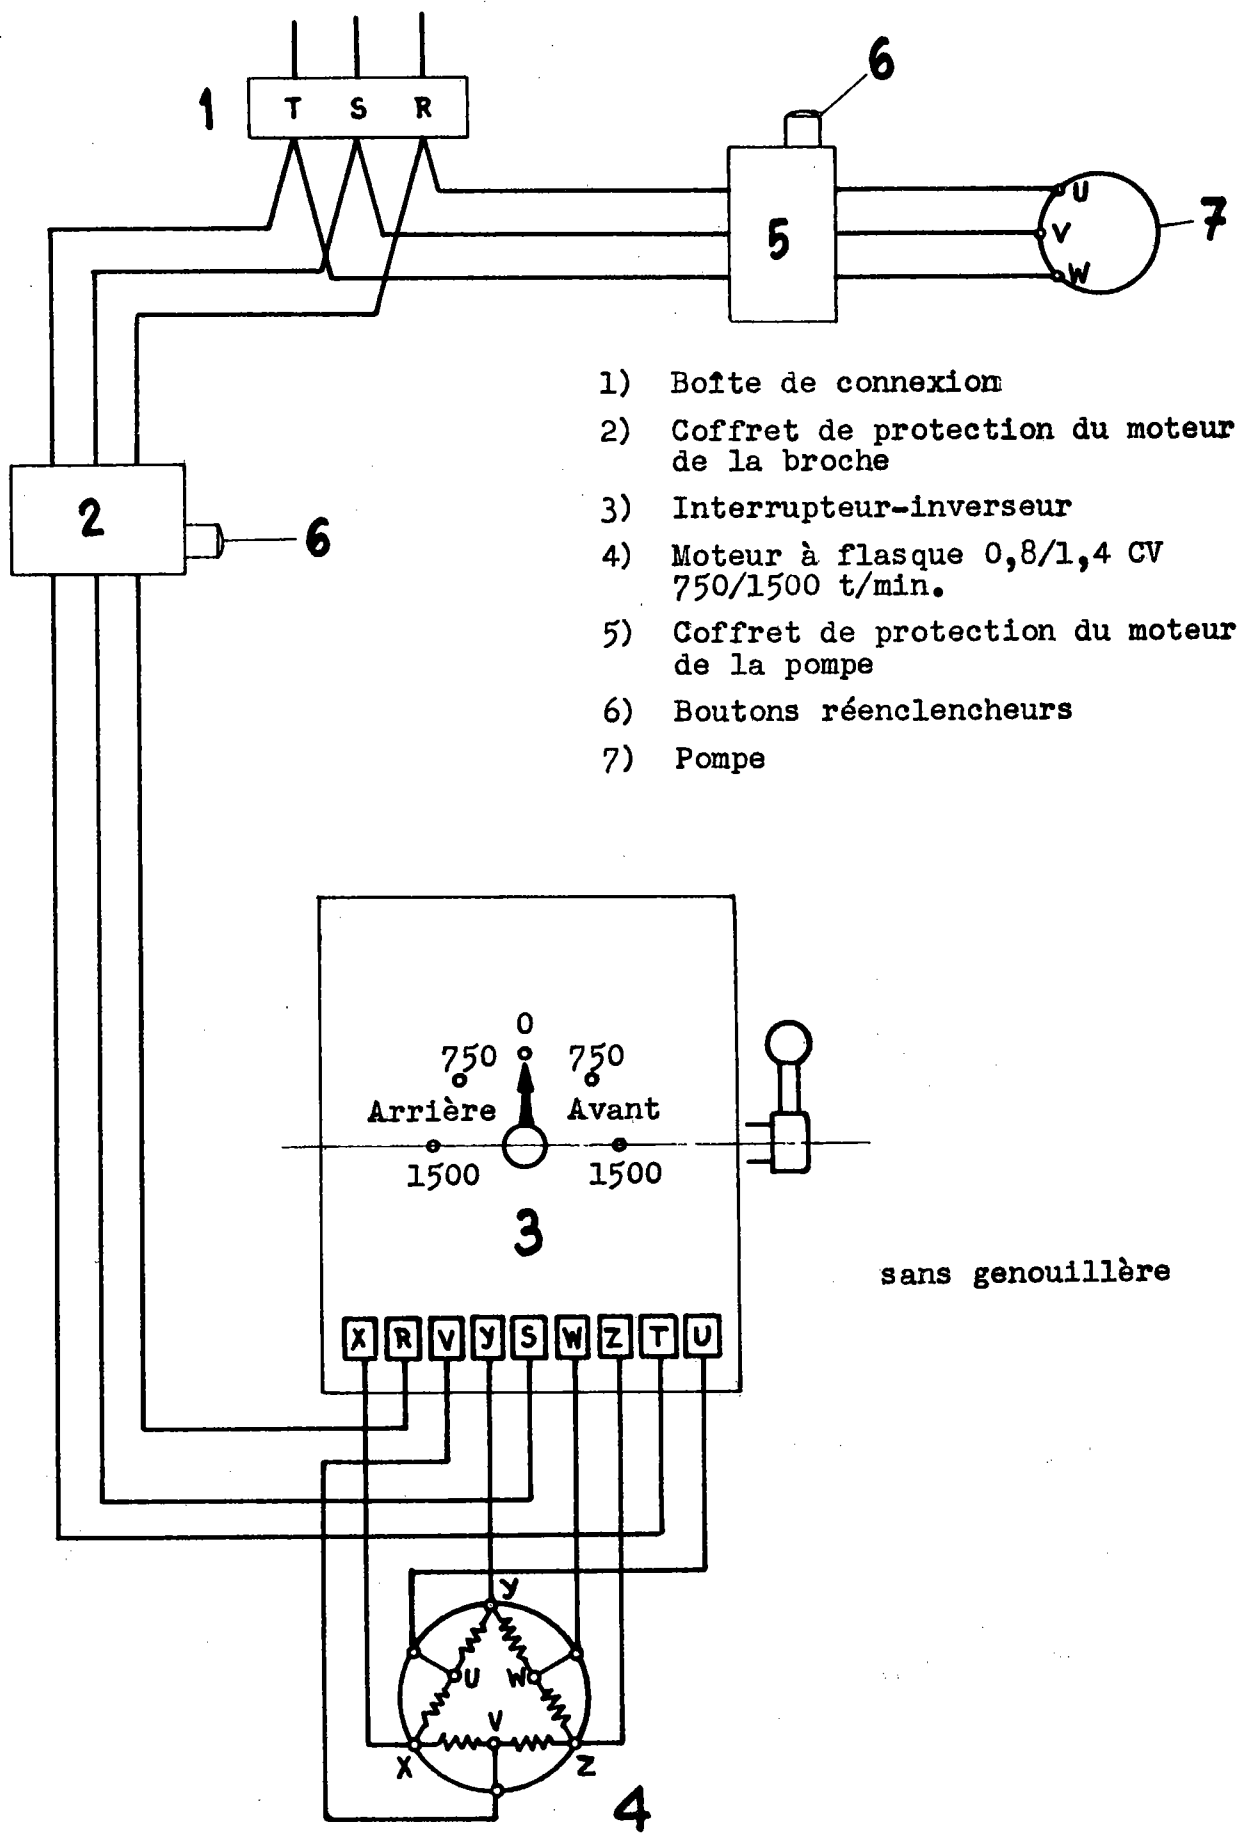 6
1
T S R
U
5
V
7
W
1) Boîte de connexion
2) Coffret de protection du moteur
de la broche
2
6
3) Interrupteur-inverseur
4) Moteur à flasque 0,8/1,4 CV
750/1500 t/min.
5) Coffret de protection du moteur
de la pompe
6) Boutons réenclencheurs
7) Pompe
0
750 750
Arrière Avant
1500 1500
3
sans genouillère
X R V Y S W Z T U
Y
U W
V
X Z
4